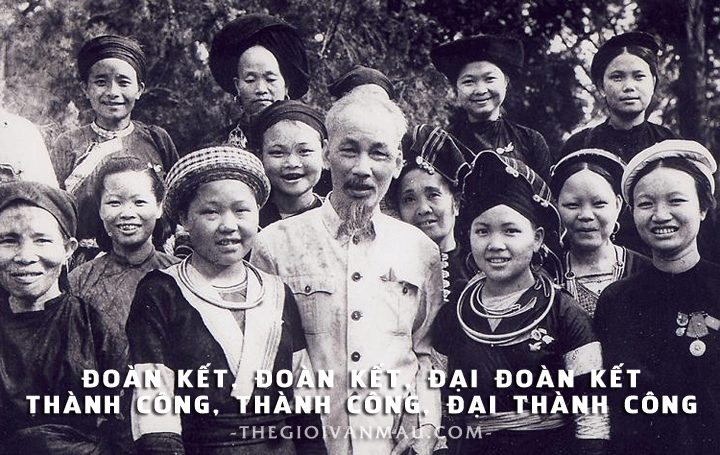 ĐOÀN KẾT, ĐOÀN KẾT, ĐẠI ĐOÀN KẾT
THÀNH CÔNG, THÀNH CÔNG, ĐẠI THÀNH CÔNG
-THEGIOIVANMAU.COM-